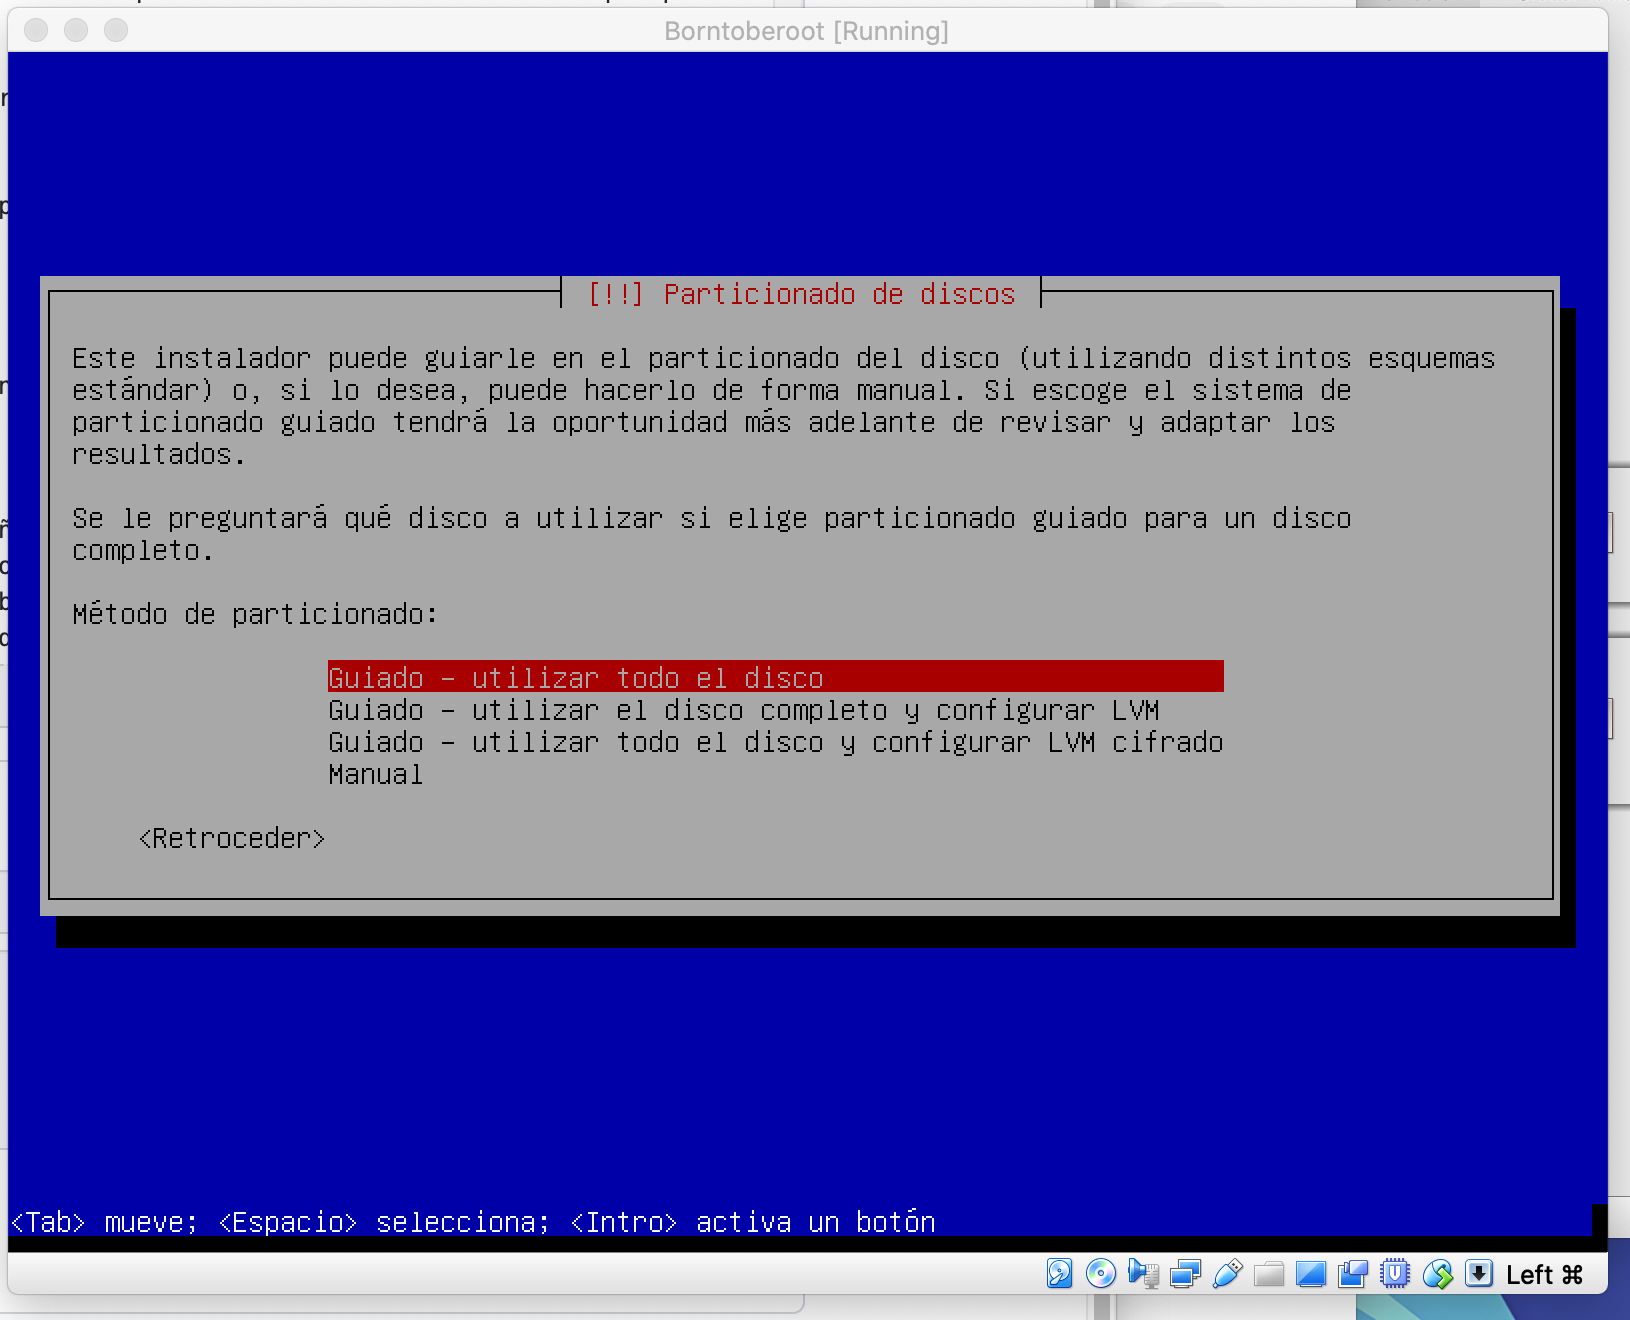 Borntoberoot [Running]
[!!] Particionado de discos
Este instalador puede guiarle en el particionado del disco (utilizando distintos esquemas
estándar) o, si lo desea, puede hacerlo de forma manual. Si escoge el sistema de
particionado guiado tendrá la oportunidad más adelante de revisar y adaptar los
resultados.
Se le preguntará qué disco a utilizar si elige particionado guiado para un disco
completo.
Método de particionado:
Guiado - utilizar todo el disco
Guiado - utilizar el disco completo y configurar LVM
Guiado - utilizar todo el disco y configurar LVM cifrado
Manual
<Retroceder>
<Tab> mueve; <Espacio> selecciona; <Intro> activa un botón
Left ⌘